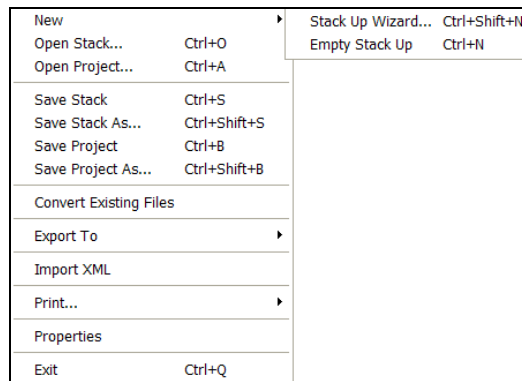 New Stack Up Wizard... Ctrl+Shift+N
Open Stack... Ctrl+O Empty Stack Up Ctrl+N
Open Project... Ctrl+A
Save Stack Ctrl+S
Save Stack As... Ctrl+Shift+S
Save Project Ctrl+B
Save Project As... Ctrl+Shift+B
Convert Existing Files
Export To
Import XML
Print...
Properties
Exit Ctrl+Q